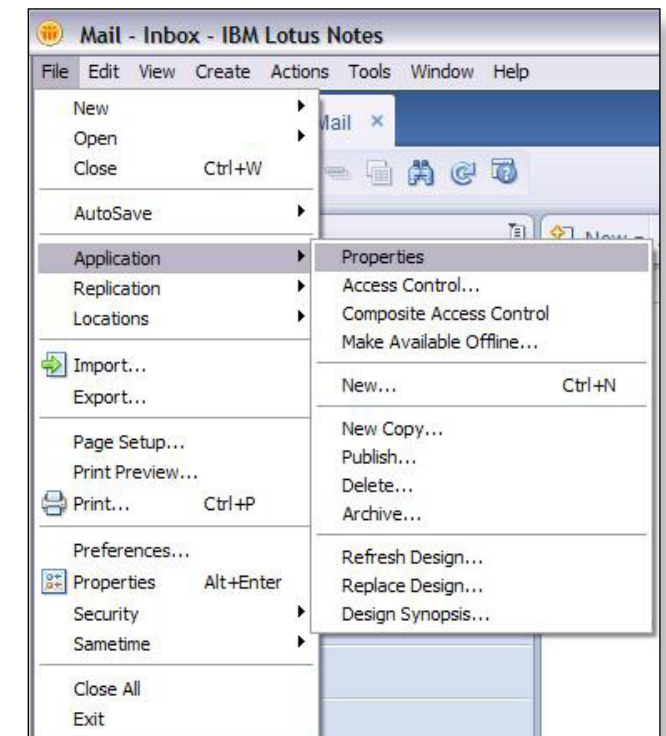 Mail - Inbox - IBM Lotus Notes
File Edit View Create Actions Tools Window Help
Mail ×
New
Open
Close Ctrl+W
AutoSave
Application
Replication
Locations
Import...
Export...
Page Setup...
Print Preview...
Print... Ctrl+P
Preferences...
Properties Alt+Enter
Security
Sametime
Close All
Exit
New
Properties
Access Control...
Composite Access Control
Make Available Offline...
New... Ctrl+N
New Copy...
Publish...
Delete...
Archive...
Refresh Design...
Replace Design...
Design Synopsis...